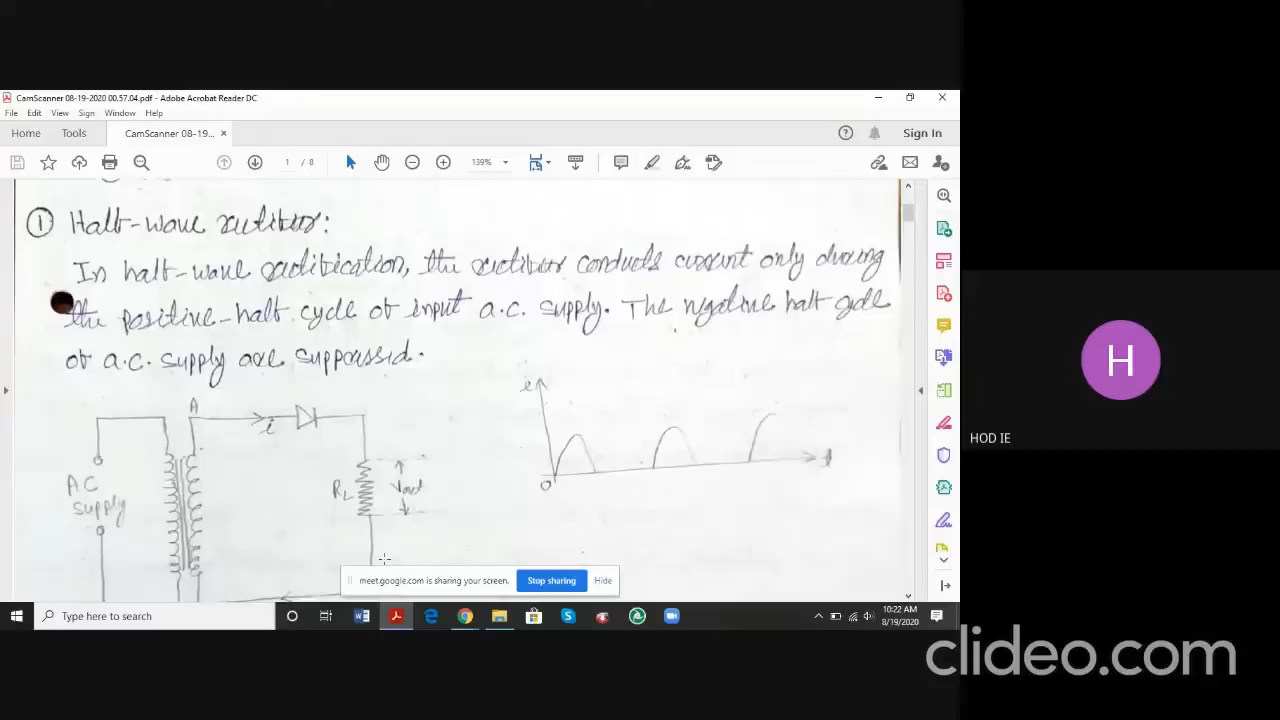 CamScanner 08-19-2020 00.57.04.pdf - Adobe Acrobat Reader DC
File Edit View Sign Window Help
Home Tools CamScanner 08-19... × Sign In
1 / 8 139%
① Half-wave rectifier:
In half-wave rectification, the rectifier conducts current only during
the positive-half cycle of input a.c. supply. The negative half cycle
of a.c. supply are suppressed.
A
i
AC
supply
RL
Vout
e
0
t
meet.google.com is sharing your screen. Stop sharing Hide
Type here to search
10:22 AM
8/19/2020
H
HOD IE
clideo.com